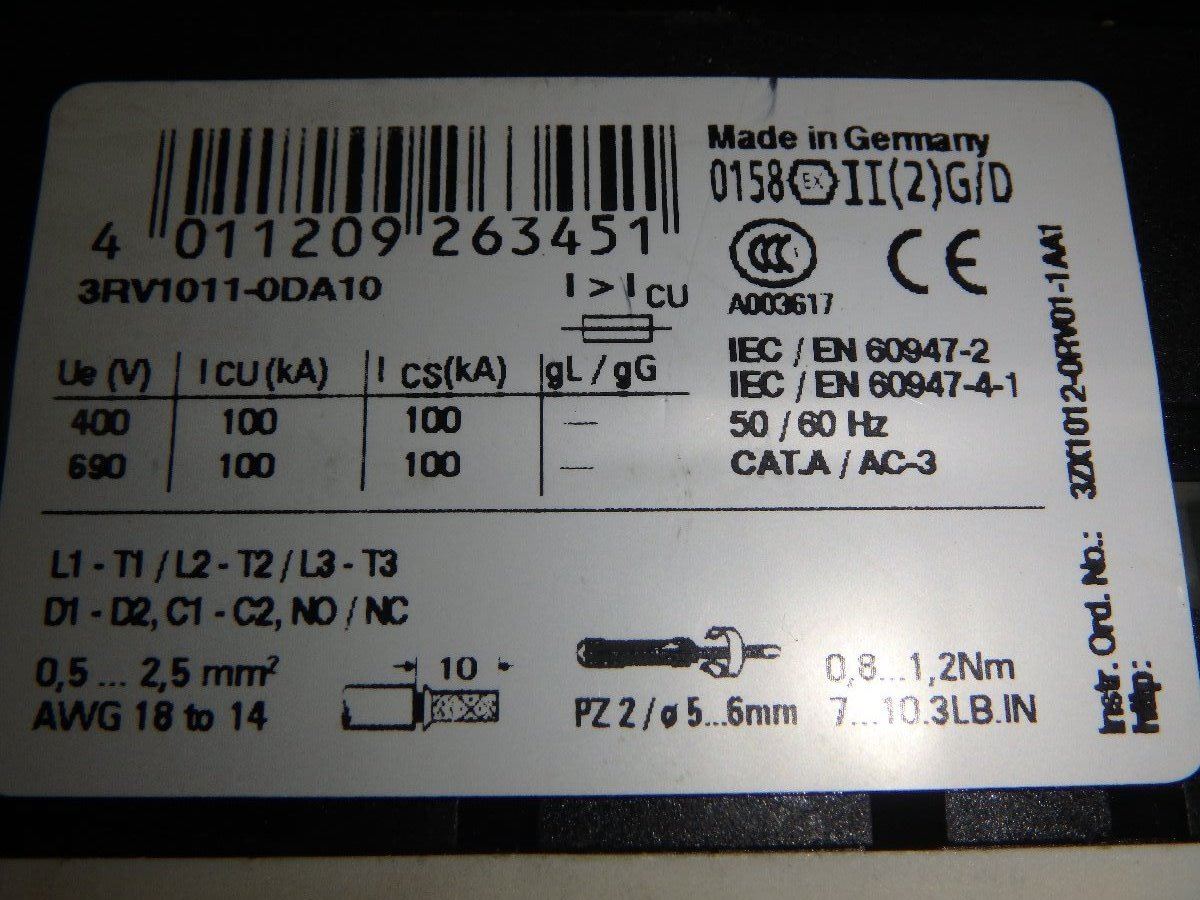 4 011209 263451
3RV1011-0DA10
I > I CU
Ue (V) I CU (kA) I CS (kA) gL / gG
400 100 100 —
690 100 100 —
Made in Germany
0158 EX II(2)G/D
CCC
A003617
CE
IEC / EN 60947-2
IEC / EN 60947-4-1
50 / 60 Hz
CAT.A / AC-3
L1 - T1 / L2 - T2 / L3 - T3
D1 - D2, C1 - C2, NO / NC
0,5 ... 2,5 mm²
AWG 18 to 14
10
PZ 2 / ø 5...6mm
0,8...1,2Nm
7...10.3LB.IN
Instr. Ord. No.: 3ZX1012-0RV01-1AA1
http: